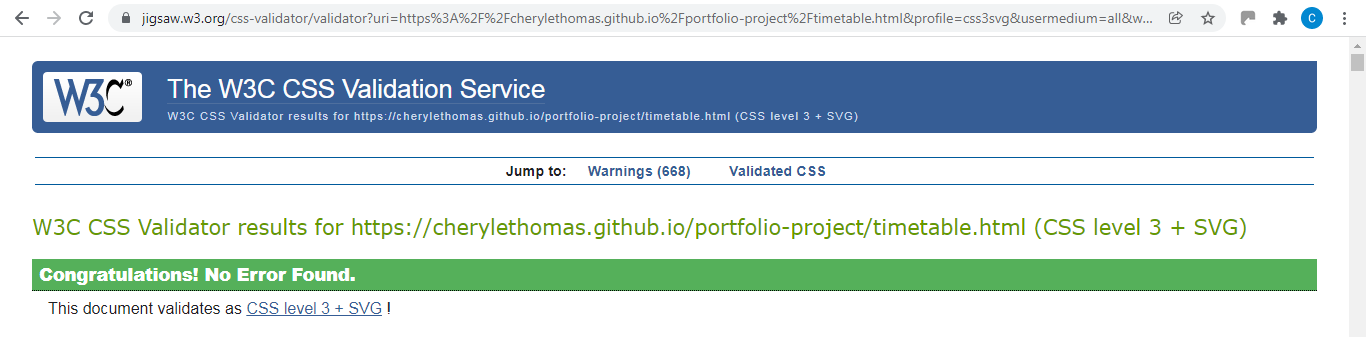 jigsaw.w3.org/css-validator/validator?uri=https%3A%2F%2Fcherylethomas.github.io%2Fportfolio-project%2Ftimetable.html&profile=css3svg&usermedium=all&w...
C
W3C®
The W3C CSS Validation Service
W3C CSS Validator results for https://cherylethomas.github.io/portfolio-project/timetable.html (CSS level 3 + SVG)
Jump to: Warnings (668) Validated CSS
W3C CSS Validator results for https://cherylethomas.github.io/portfolio-project/timetable.html (CSS level 3 + SVG)
Congratulations! No Error Found.
This document validates as CSS level 3 + SVG !